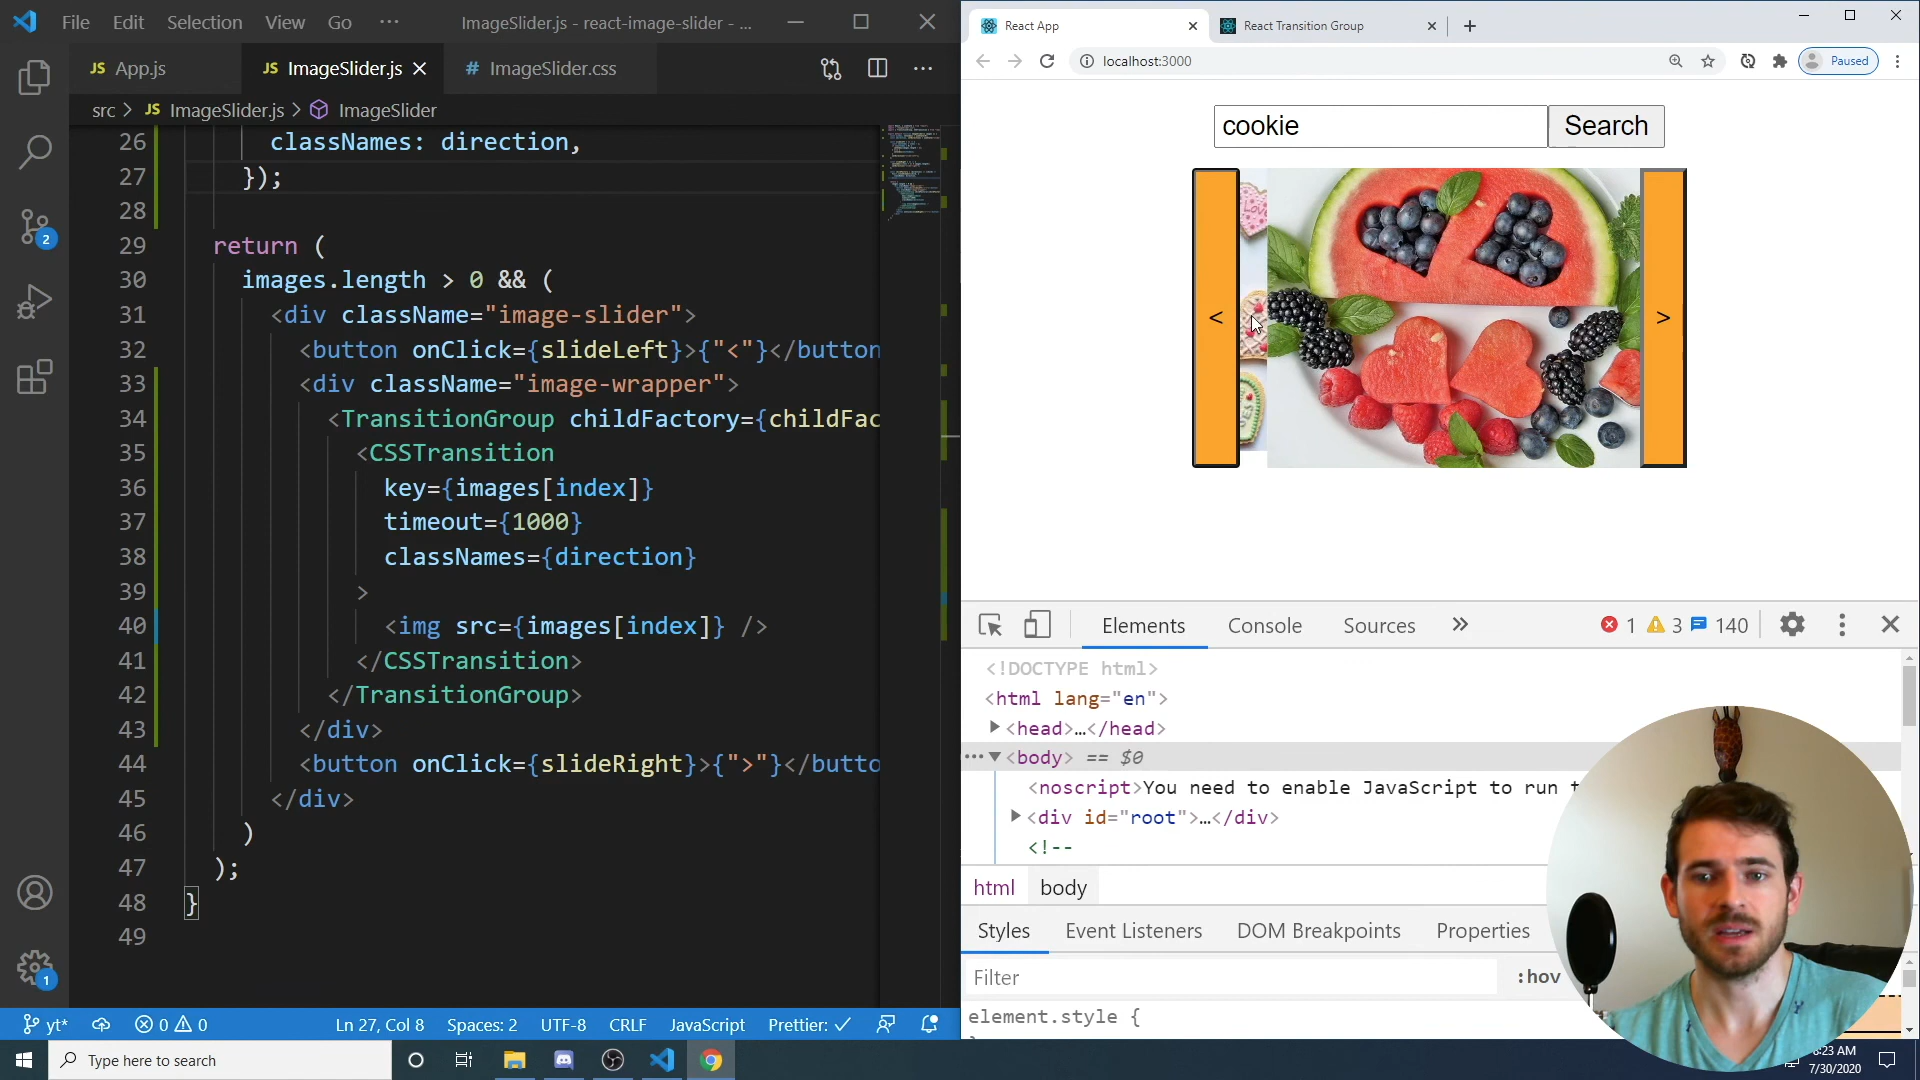 File Edit Selection View Go ··· ImageSlider.js - react-image-slider - ...
JS App.js JS ImageSlider.js # ImageSlider.css
src > JS ImageSlider.js > ImageSlider
26 classNames: direction,
27 });
28
29 return (
30 images.length > 0 && (
31 <div className="image-slider">
32 <button onClick={slideLeft}>{"<"}</button
33 <div className="image-wrapper">
34 <TransitionGroup childFactory={childFac
35 <CSSTransition
36 key={images[index]}
37 timeout={1000}
38 classNames={direction}
39 >
40 <img src={images[index]} />
41 </CSSTransition>
42 </TransitionGroup>
43 </div>
44 <button onClick={slideRight}>{">"}</butto
45 </div>
46 )
47 );
48 }
49
2
1
yt* 0 0 Ln 27, Col 8 Spaces: 2 UTF-8 CRLF JavaScript Prettier: ✓
Type here to search
React App React Transition Group
localhost:3000 Paused
cookie Search
< >
Elements Console Sources » 1 3 140
<!DOCTYPE html>
<html lang="en">
<head>…</head>
··· <body> == $0
<noscript>You need to enable JavaScript to run t
<div id="root">…</div>
<!--
html body
Styles Event Listeners DOM Breakpoints Properties
Filter :hov
element.style {
:23 AM
7/30/2020